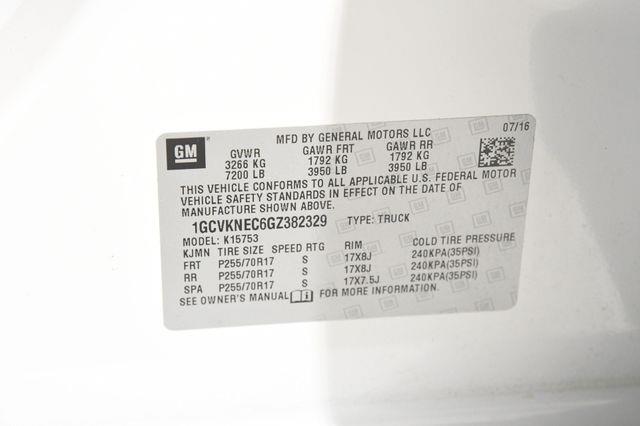 GM
MFD BY GENERAL MOTORS LLC 07/16
GVWR GAWR FRT GAWR RR
3266 KG 1792 KG 1792 KG
7200 LB 3950 LB 3950 LB
THIS VEHICLE CONFORMS TO ALL APPLICABLE U.S. FEDERAL MOTOR
VEHICLE SAFETY STANDARDS IN EFFECT ON THE DATE OF
MANUFACTURE SHOWN ABOVE.
1GCVKNEC6GZ382329 TYPE: TRUCK
MODEL: K15753
KJMN TIRE SIZE SPEED RTG RIM COLD TIRE PRESSURE
FRT P255/70R17 S 17X8J 240KPA(35PSI)
RR P255/70R17 S 17X8J 240KPA(35PSI)
SPA P255/70R17 S 17X7.5J 240KPA(35PSI)
SEE OWNER'S MANUAL FOR MORE INFORMATION.